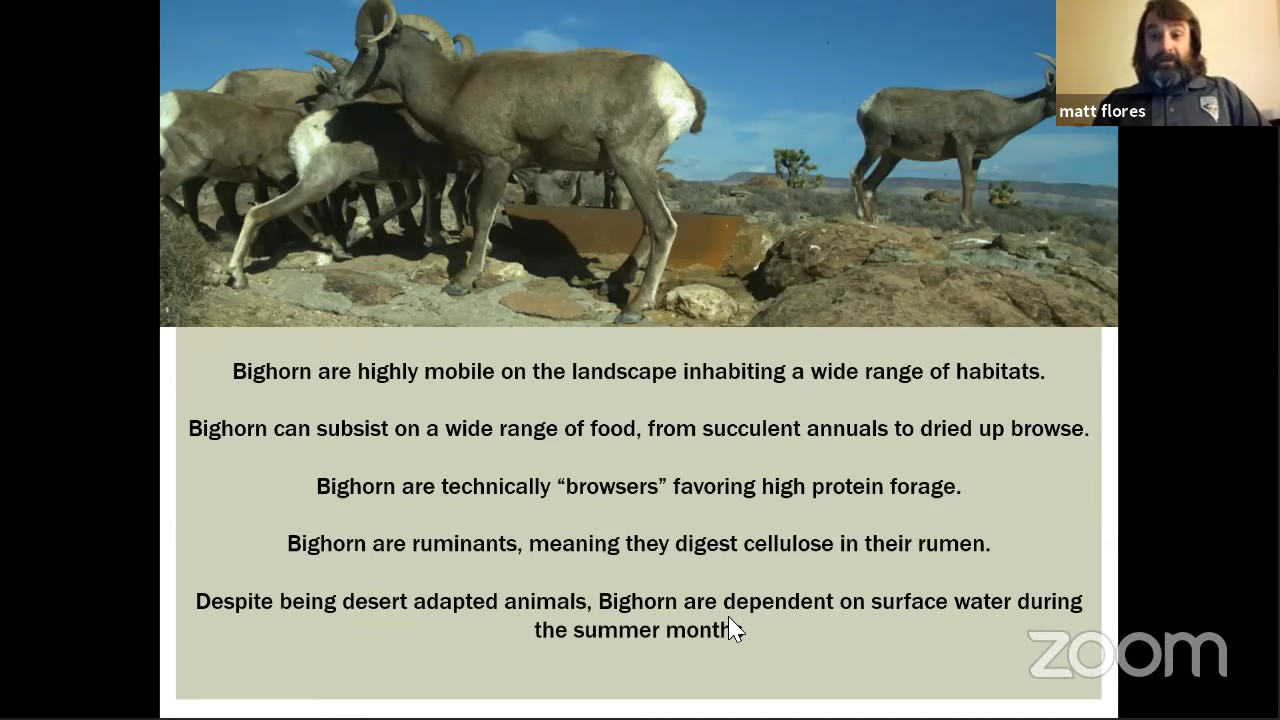 matt flores
Bighorn are highly mobile on the landscape inhabiting a wide range of habitats.
Bighorn can subsist on a wide range of food, from succulent annuals to dried up browse.
Bighorn are technically “browsers” favoring high protein forage.
Bighorn are ruminants, meaning they digest cellulose in their rumen.
Despite being desert adapted animals, Bighorn are dependent on surface water during
the summer month
zoom